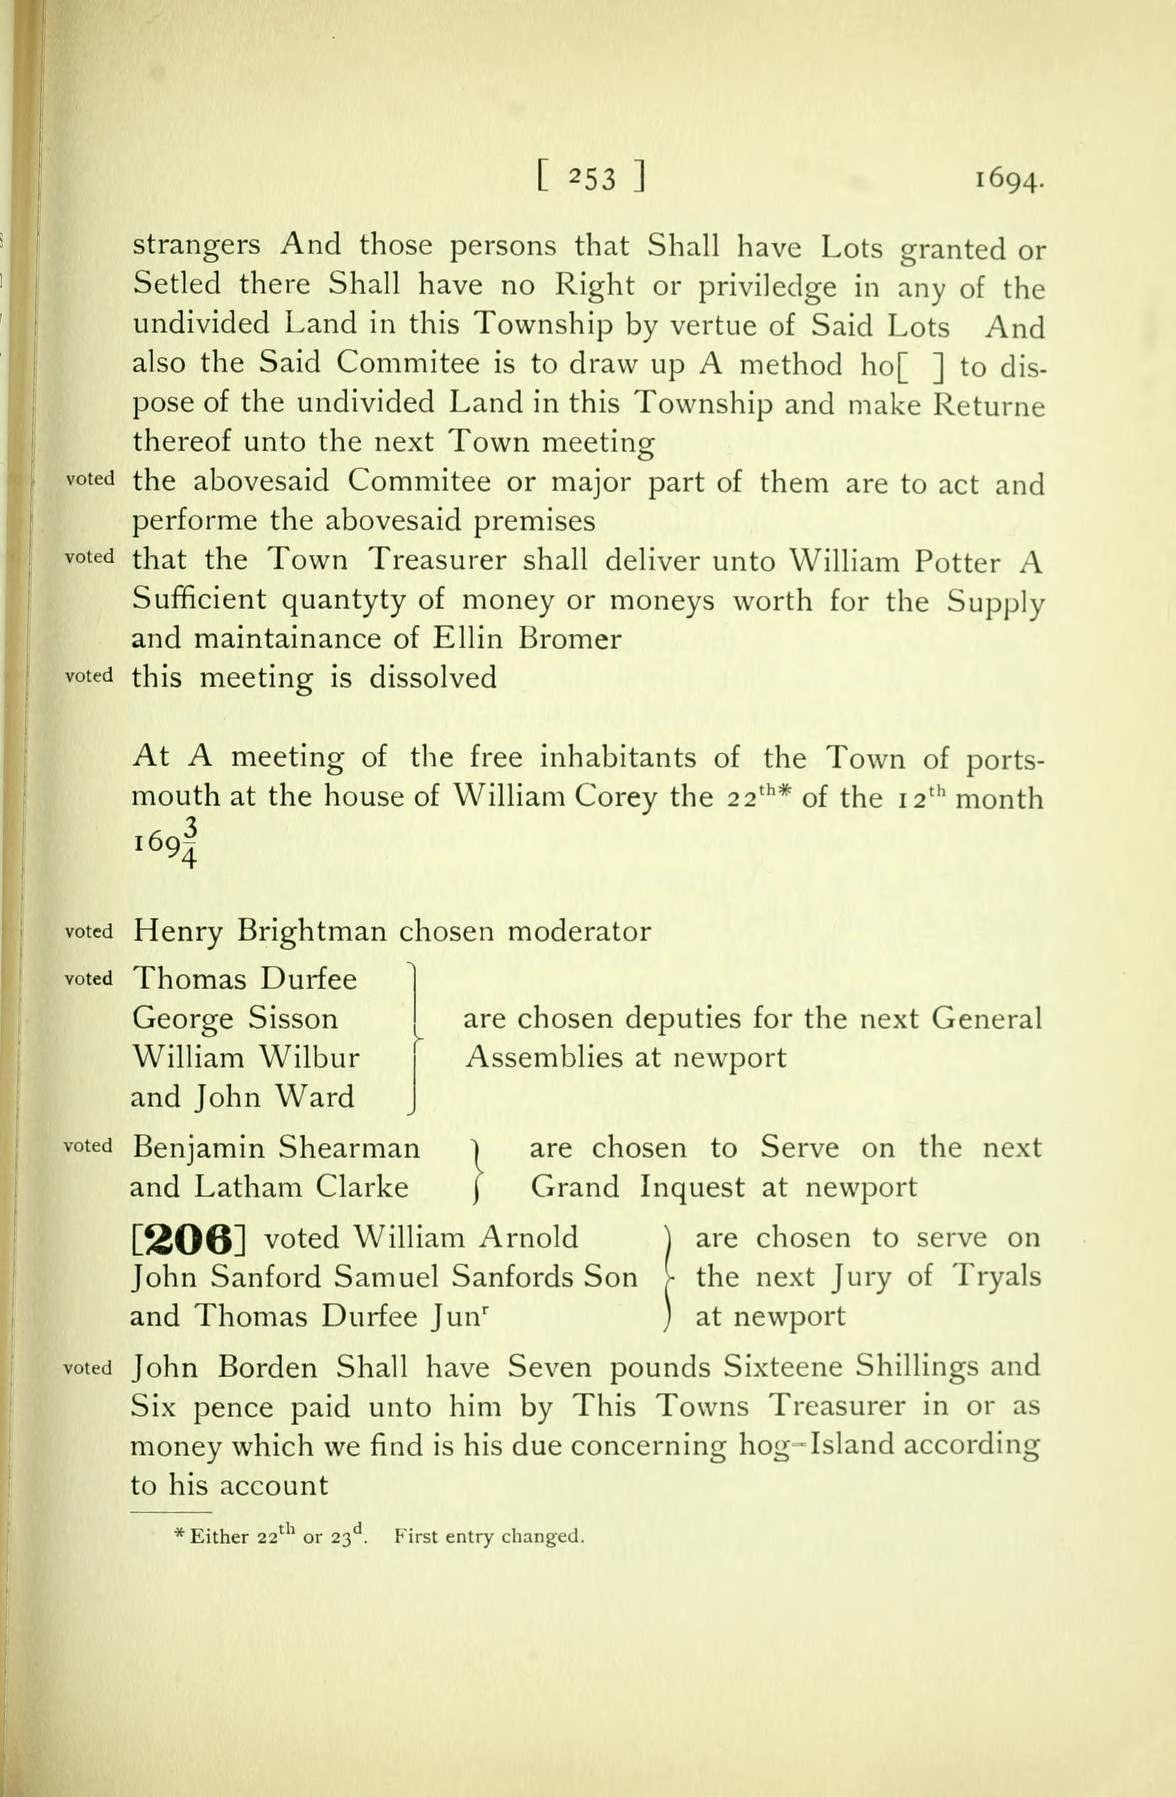 [ 253 ] 1694.
strangers And those persons that Shall have Lots granted or
Setled there Shall have no Right or priviledge in any of the
undivided Land in this Township by vertue of Said Lots And
also the Said Commitee is to draw up A method ho[ ] to dis-
pose of the undivided Land in this Township and make Returne
thereof unto the next Town meeting
voted the abovesaid Commitee or major part of them are to act and
performe the abovesaid premises
voted that the Town Treasurer shall deliver unto William Potter A
Sufficient quantyty of money or moneys worth for the Supply
and maintainance of Ellin Bromer
voted this meeting is dissolved
At A meeting of the free inhabitants of the Town of ports-
mouth at the house of William Corey the 22th* of the 12th month
169 3/4
voted Henry Brightman chosen moderator
voted Thomas Durfee
George Sisson are chosen deputies for the next General
William Wilbur Assemblies at newport
and John Ward
voted Benjamin Shearman are chosen to Serve on the next
and Latham Clarke Grand Inquest at newport
[206] voted William Arnold are chosen to serve on
John Sanford Samuel Sanfords Son the next Jury of Tryals
and Thomas Durfee Junr at newport
voted John Borden Shall have Seven pounds Sixteene Shillings and
Six pence paid unto him by This Towns Treasurer in or as
money which we find is his due concerning hog-Island according
to his account
*Either 22th or 23d. First entry changed.